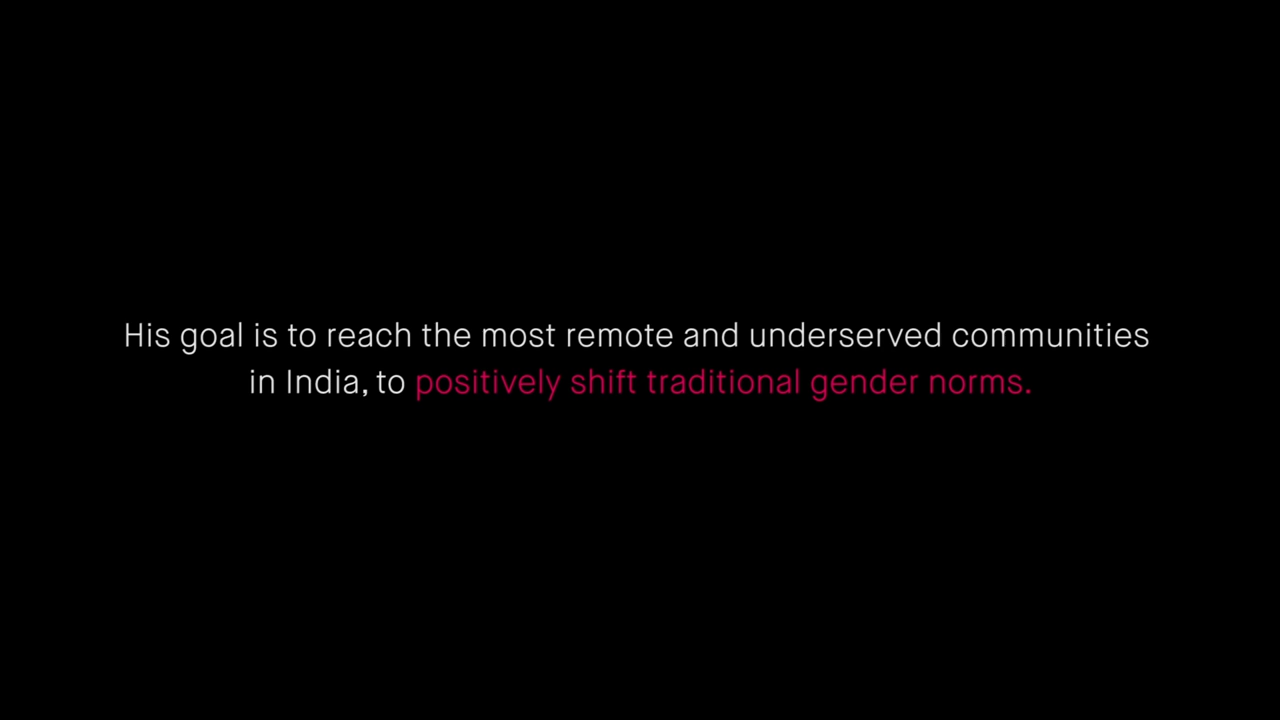 His goal is to reach the most remote and underserved communities
in India, to positively shift traditional gender norms.